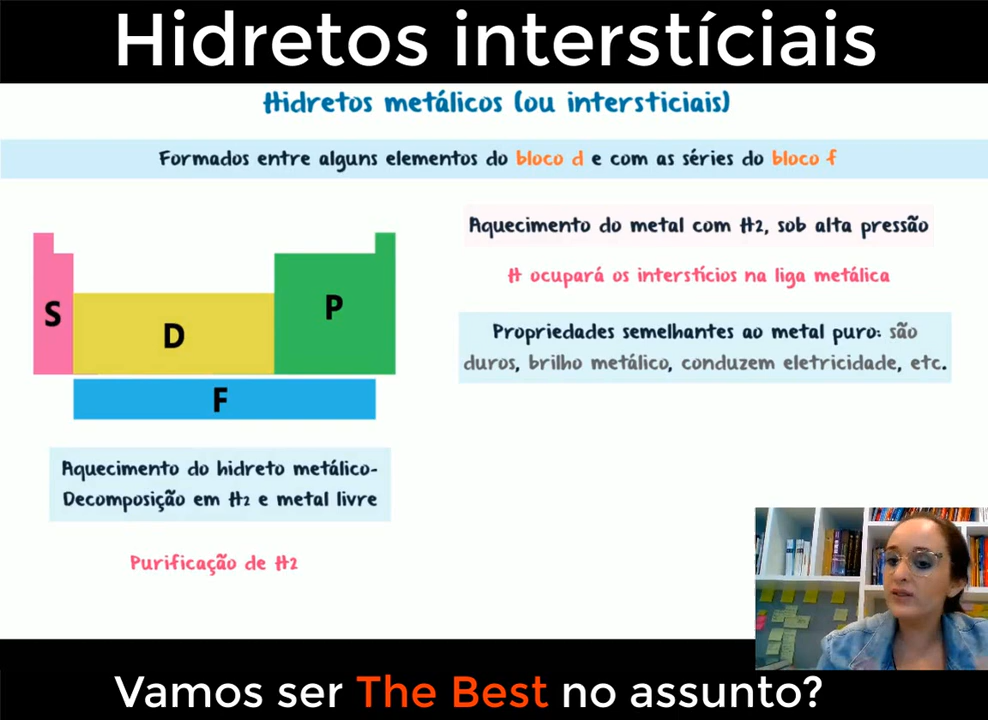 Hidretos interstíciais
Hidretos metálicos (ou intersticiais)
Formados entre alguns elementos do bloco d e com as séries do bloco f
Aquecimento do metal com H2, sob alta pressão
H ocupará os interstícios na liga metálica
Propriedades semelhantes ao metal puro: são
duros, brilho metálico, conduzem eletricidade, etc.
S
D
P
F
Aquecimento do hidreto metálico-
Decomposição em H2 e metal livre
Purificação de H2
Vamos ser The Best no assunto?